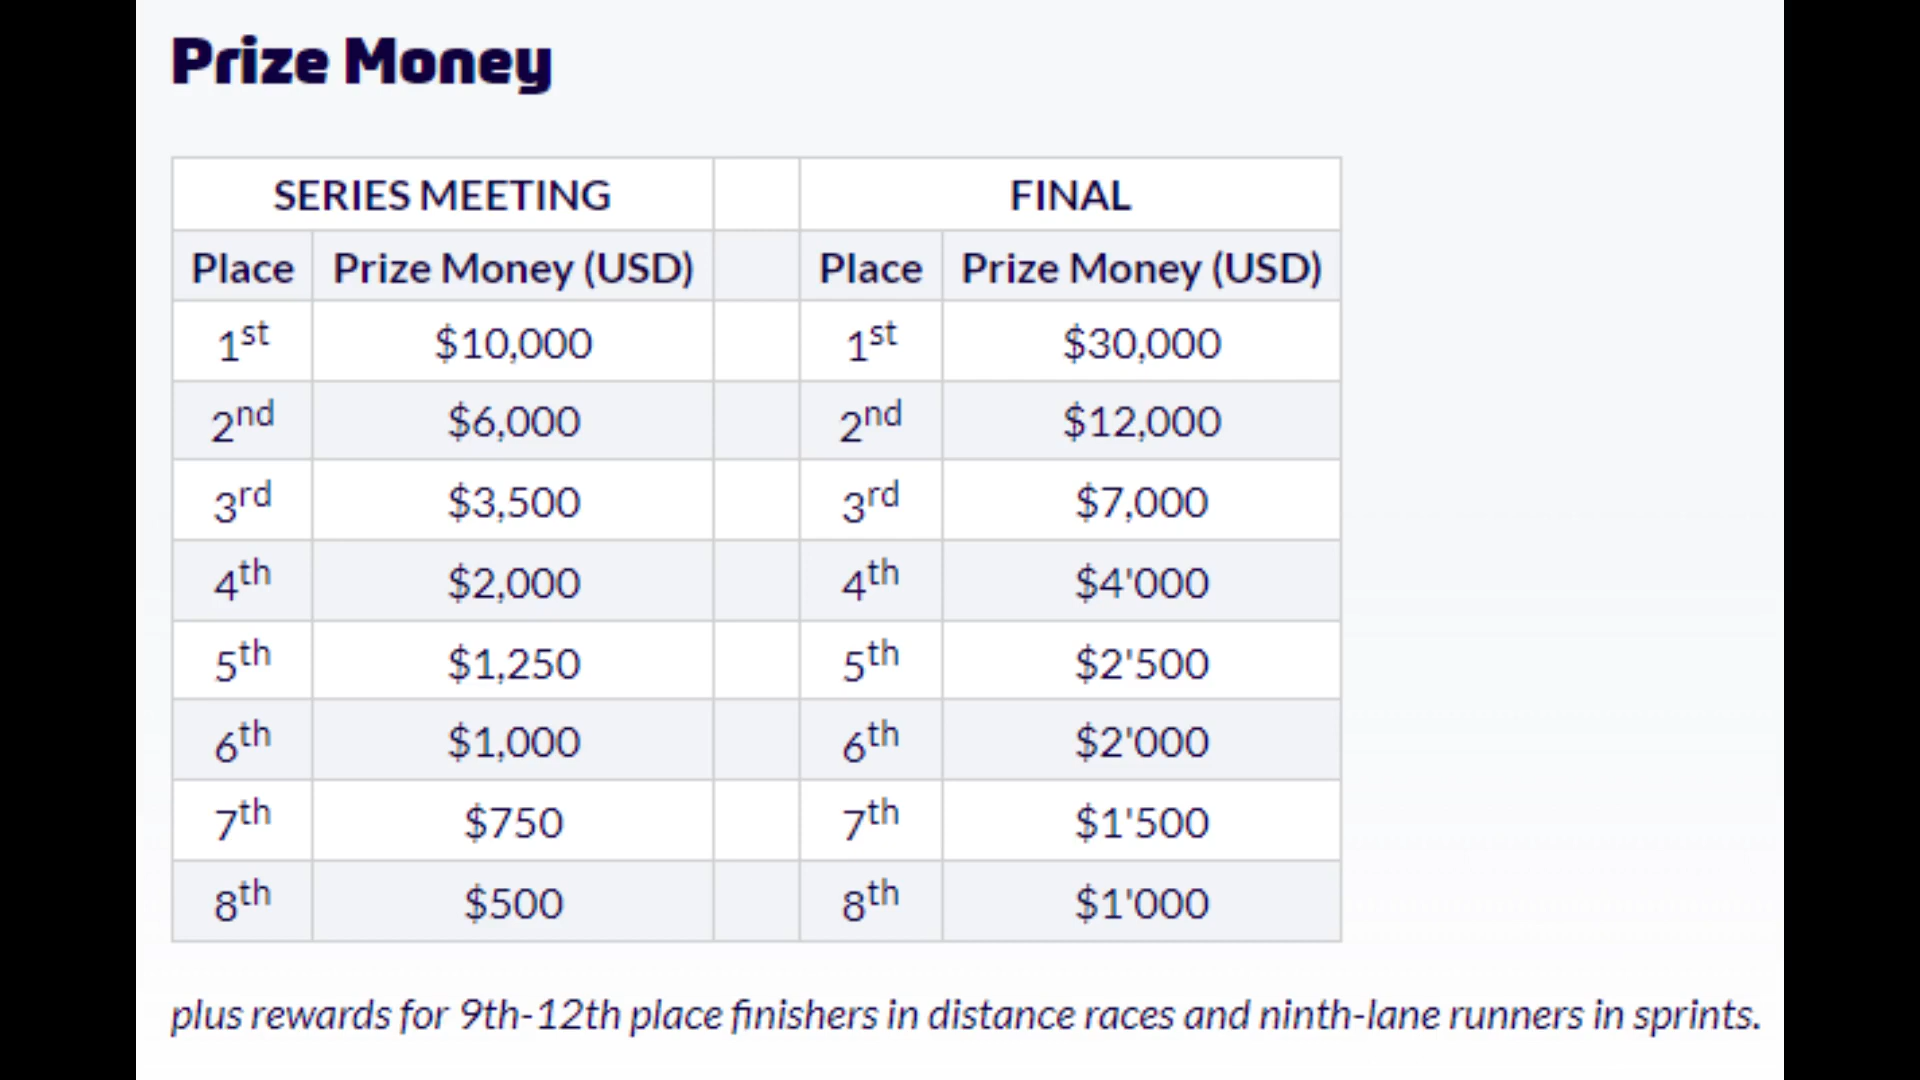 Prize Money
SERIES MEETING FINAL
Place Prize Money (USD) Place Prize Money (USD)
1st $10,000 1st $30,000
2nd $6,000 2nd $12,000
3rd $3,500 3rd $7,000
4th $2,000 4th $4'000
5th $1,250 5th $2'500
6th $1,000 6th $2'000
7th $750 7th $1'500
8th $500 8th $1'000
plus rewards for 9th-12th place finishers in distance races and ninth-lane runners in sprints.